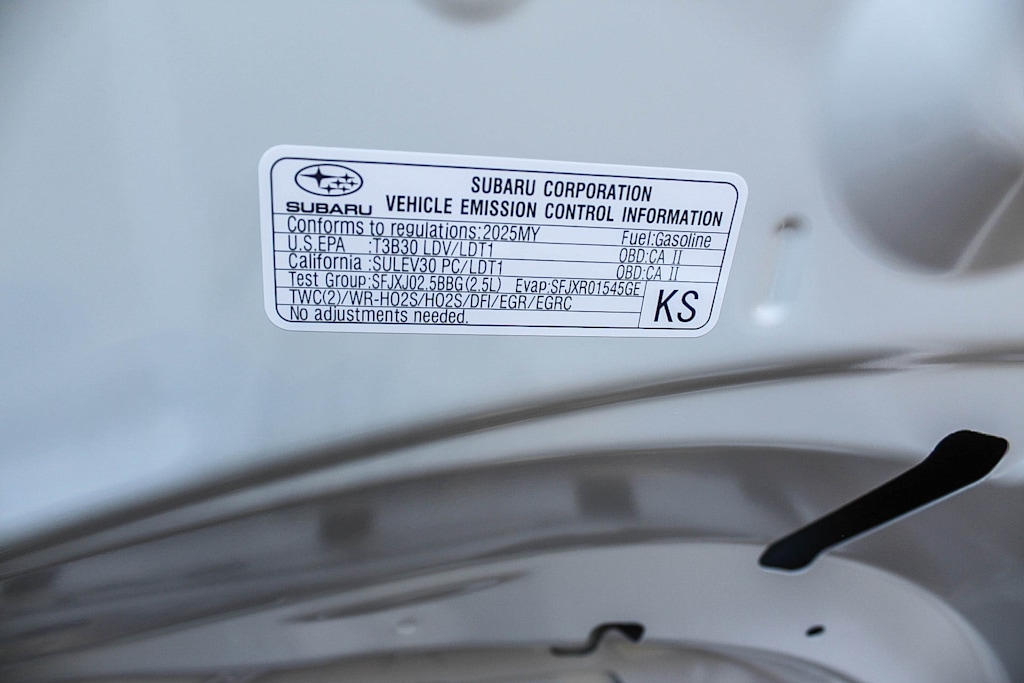 SUBARU
SUBARU CORPORATION
VEHICLE EMISSION CONTROL INFORMATION
Conforms to regulations:2025MY Fuel:Gasoline
U.S.EPA :T3B30 LDV/LDT1 OBD:CA II
California :SULEV30 PC/LDT1 OBD:CA II
Test Group:SFJXJ02.5BBG(2.5L) Evap:SFJXR01545GE
TWC(2)/WR-HO2S/HO2S/DFI/EGR/EGRC
No adjustments needed.
KS